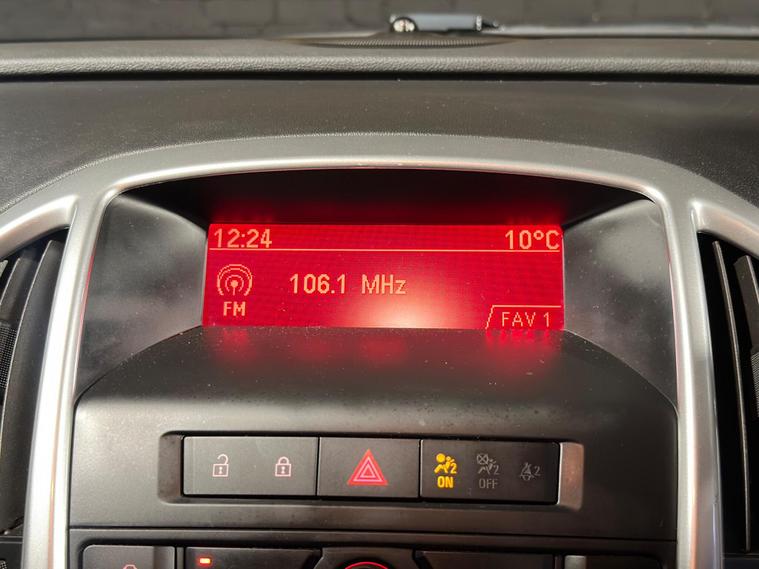 12:24 10°C
106.1 MHz
FM
FAV 1
2 2 2
ON OFF